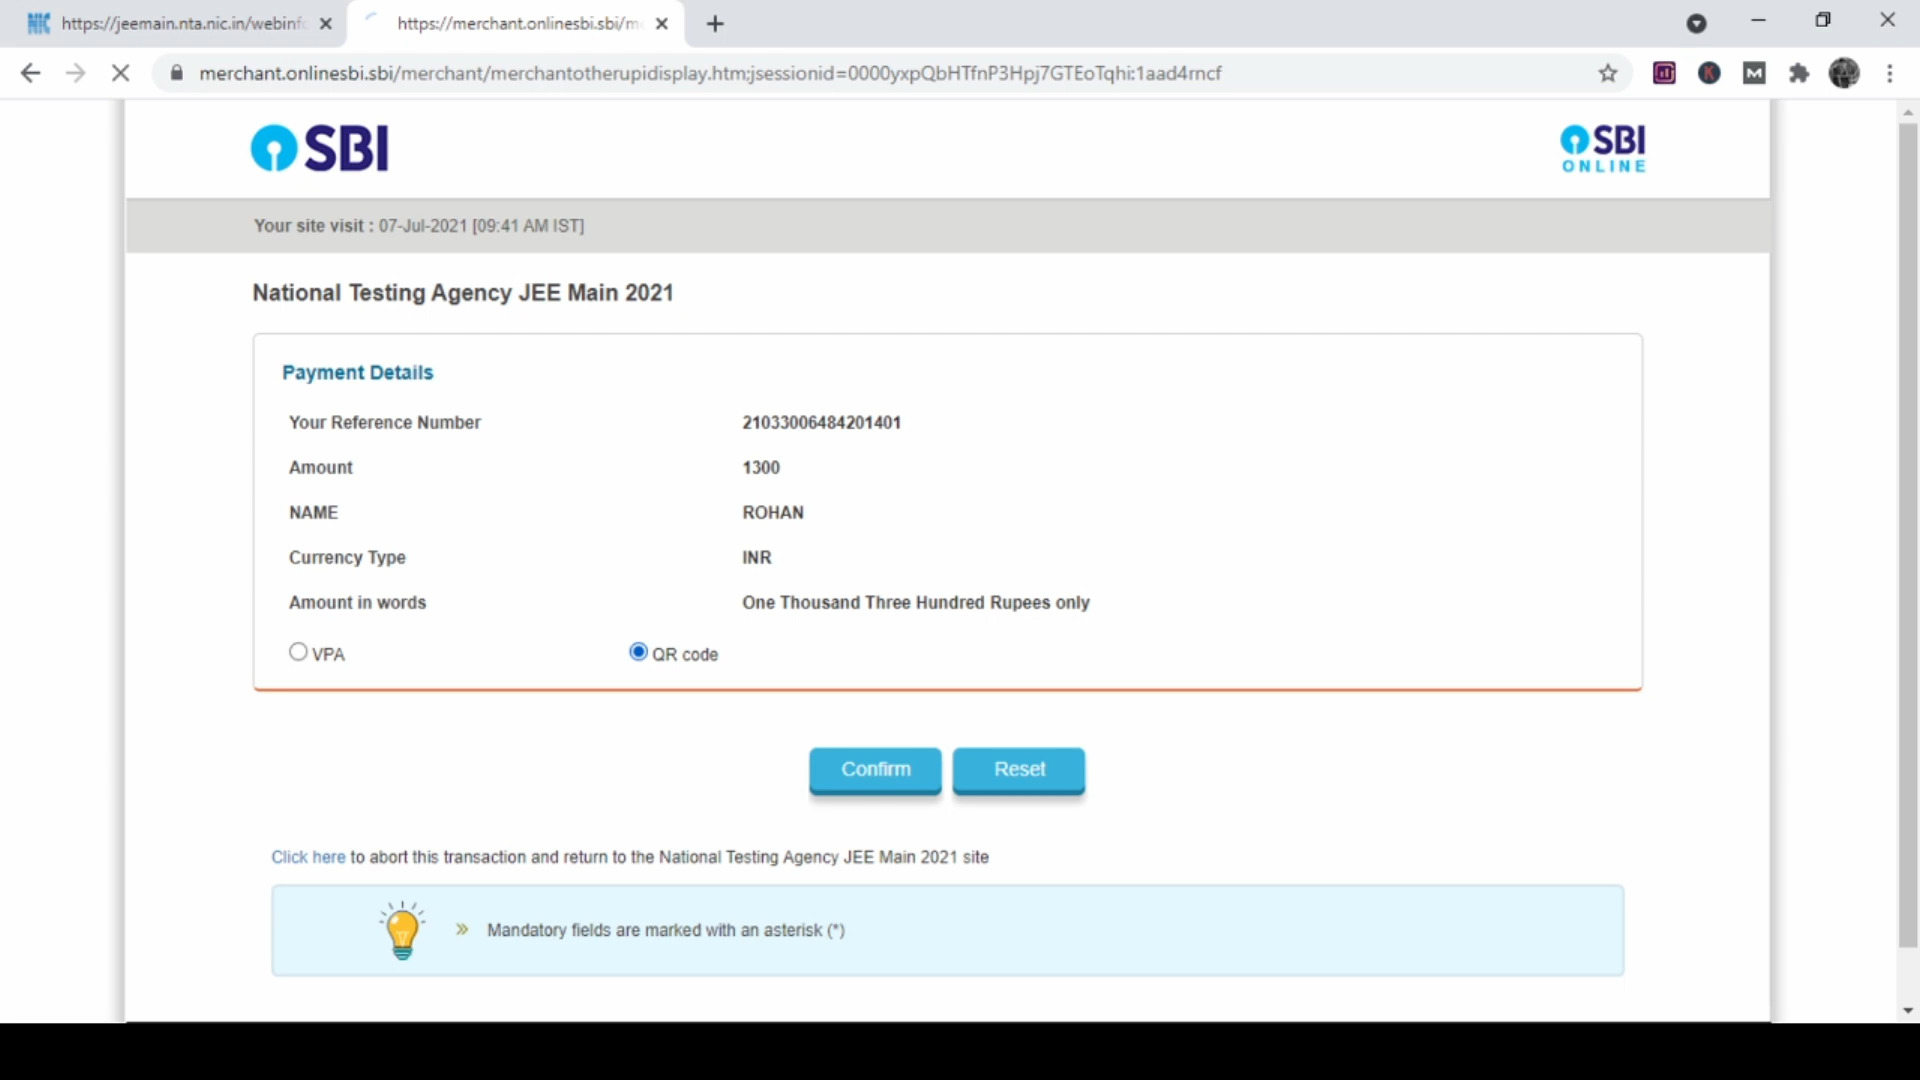 NIC https://jeemain.nta.nic.in/webinfo
https://merchant.onlinesbi.sbi/m
merchant.onlinesbi.sbi/merchant/merchantotherupidisplay.htm;jsessionid=0000yxpQbHTfnP3Hpj7GTEoTqhi:1aad4rncf
SBI
SBI
ONLINE
Your site visit : 07-Jul-2021 [09:41 AM IST]
National Testing Agency JEE Main 2021
Payment Details
Your Reference Number 21033006484201401
Amount 1300
NAME ROHAN
Currency Type INR
Amount in words One Thousand Three Hundred Rupees only
VPA QR code
Confirm Reset
Click here to abort this transaction and return to the National Testing Agency JEE Main 2021 site
» Mandatory fields are marked with an asterisk (*)